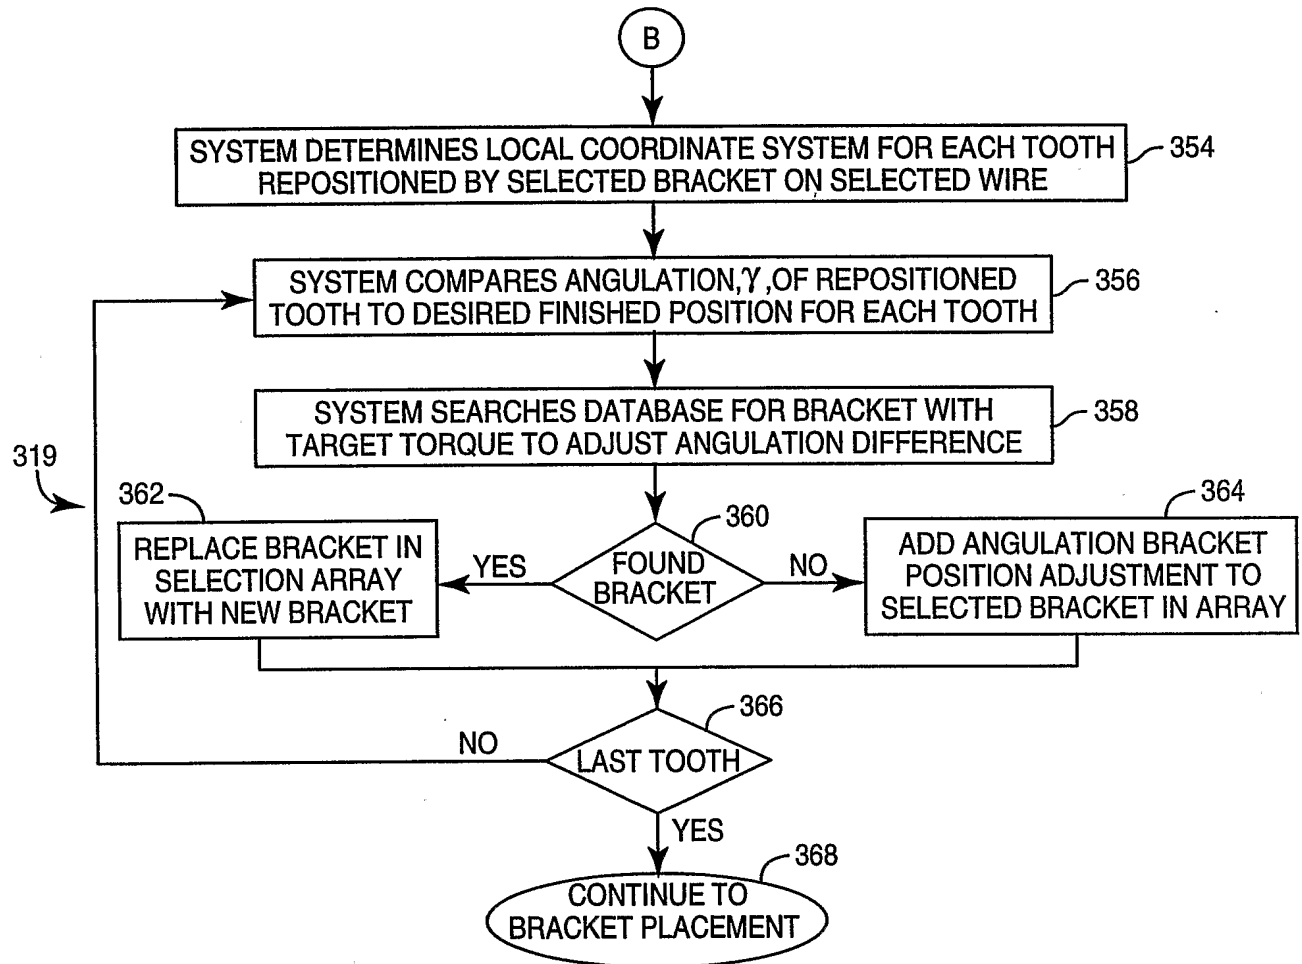 B
SYSTEM DETERMINES LOCAL COORDINATE SYSTEM FOR EACH TOOTH
REPOSITIONED BY SELECTED BRACKET ON SELECTED WIRE
354
SYSTEM COMPARES ANGULATION,γ,OF REPOSITIONED
TOOTH TO DESIRED FINISHED POSITION FOR EACH TOOTH
356
SYSTEM SEARCHES DATABASE FOR BRACKET WITH
TARGET TORQUE TO ADJUST ANGULATION DIFFERENCE
358
319
362
REPLACE BRACKET IN
SELECTION ARRAY
WITH NEW BRACKET
YES
360
FOUND
BRACKET
NO
364
ADD ANGULATION BRACKET
POSITION ADJUSTMENT TO
SELECTED BRACKET IN ARRAY
366
NO
LAST TOOTH
YES
368
CONTINUE TO
BRACKET PLACEMENT